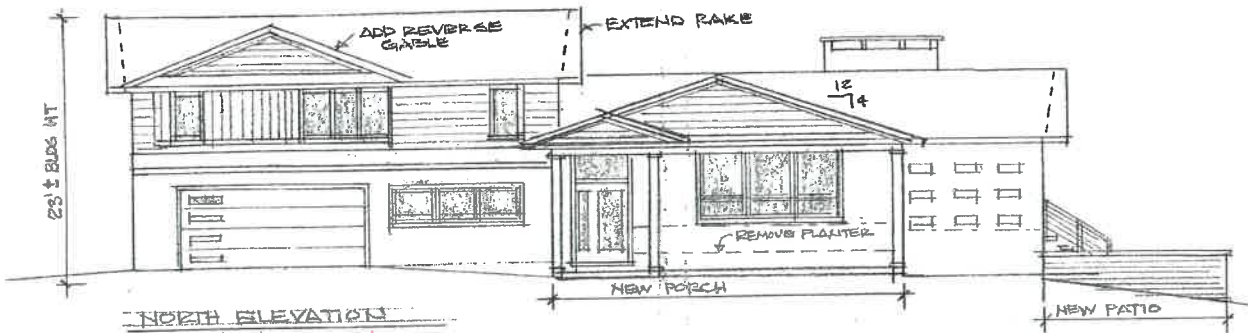 ADD REVERSE
GABLE
EXTEND RAKE
12
4
23'± BLDG HT
REMOVE PLANTER
NEW PORCH
NEW PATIO
NORTH ELEVATION